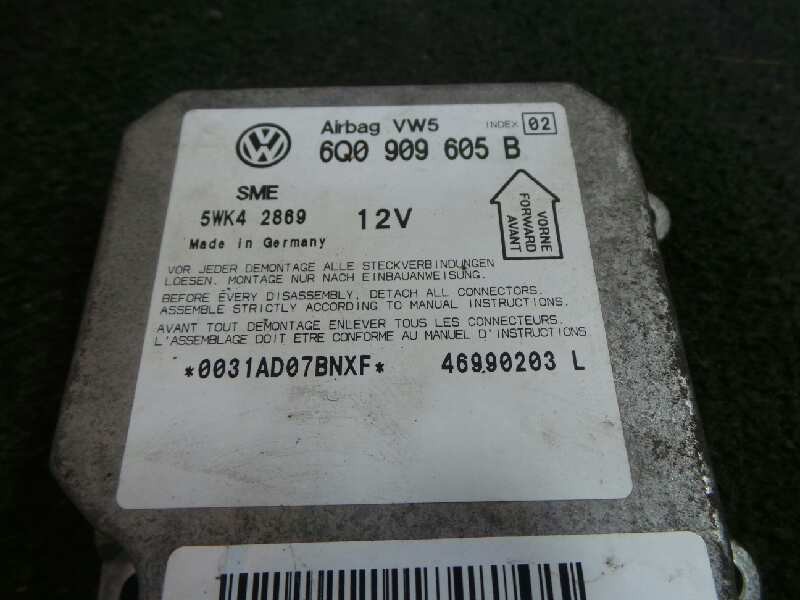 Airbag VW5 INDEX 02
6Q0 909 605 B
SME
5WK4 2869 12V
Made in Germany
VORNE
FORWARD
AVANT
VOR JEDER DEMONTAGE ALLE STECKVERBINDUNGEN
LOESEN. MONTAGE NUR NACH EINBAUANWEISUNG.
BEFORE EVERY DISASSEMBLY, DETACH ALL CONNECTORS.
ASSEMBLE STRICTLY ACCORDING TO MANUAL INSTRUCTIONS.
AVANT TOUT DEMONTAGE ENLEVER TOUS LES CONNECTEURS.
L'ASSEMBLAGE DOIT ETRE CONFORME AU MANUEL D'INSTRUCTIONS
*0031AD07BNXF* 46990203 L